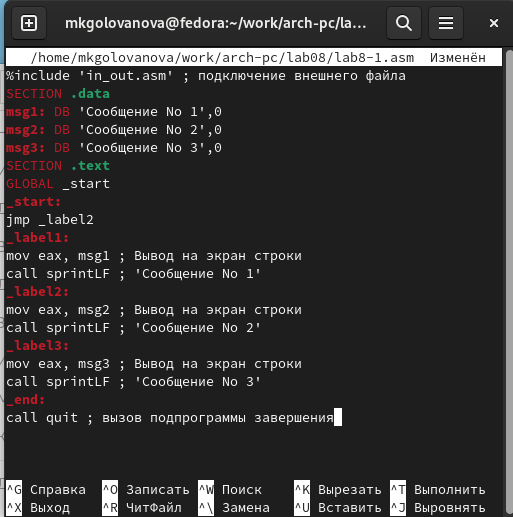 mkgolovanova@fedora:~/work/arch-pc/la...
/home/mkgolovanova/work/arch-pc/lab08/lab8-1.asm  Изменён
%include 'in_out.asm' ; подключение внешнего файла
SECTION .data
msg1: DB 'Сообщение No 1',0
msg2: DB 'Сообщение No 2',0
msg3: DB 'Сообщение No 3',0
SECTION .text
GLOBAL _start
_start:
jmp _label2
_label1:
mov eax, msg1 ; Вывод на экран строки
call sprintLF ; 'Сообщение No 1'
_label2:
mov eax, msg2 ; Вывод на экран строки
call sprintLF ; 'Сообщение No 2'
_label3:
mov eax, msg3 ; Вывод на экран строки
call sprintLF ; 'Сообщение No 3'
_end:
call quit ; вызов подпрограммы завершения
^G Справка ^O Записать ^W Поиск ^K Вырезать ^T Выполнить
^X Выход ^R ЧитФайл ^\ Замена ^U Вставить ^J Выровнять